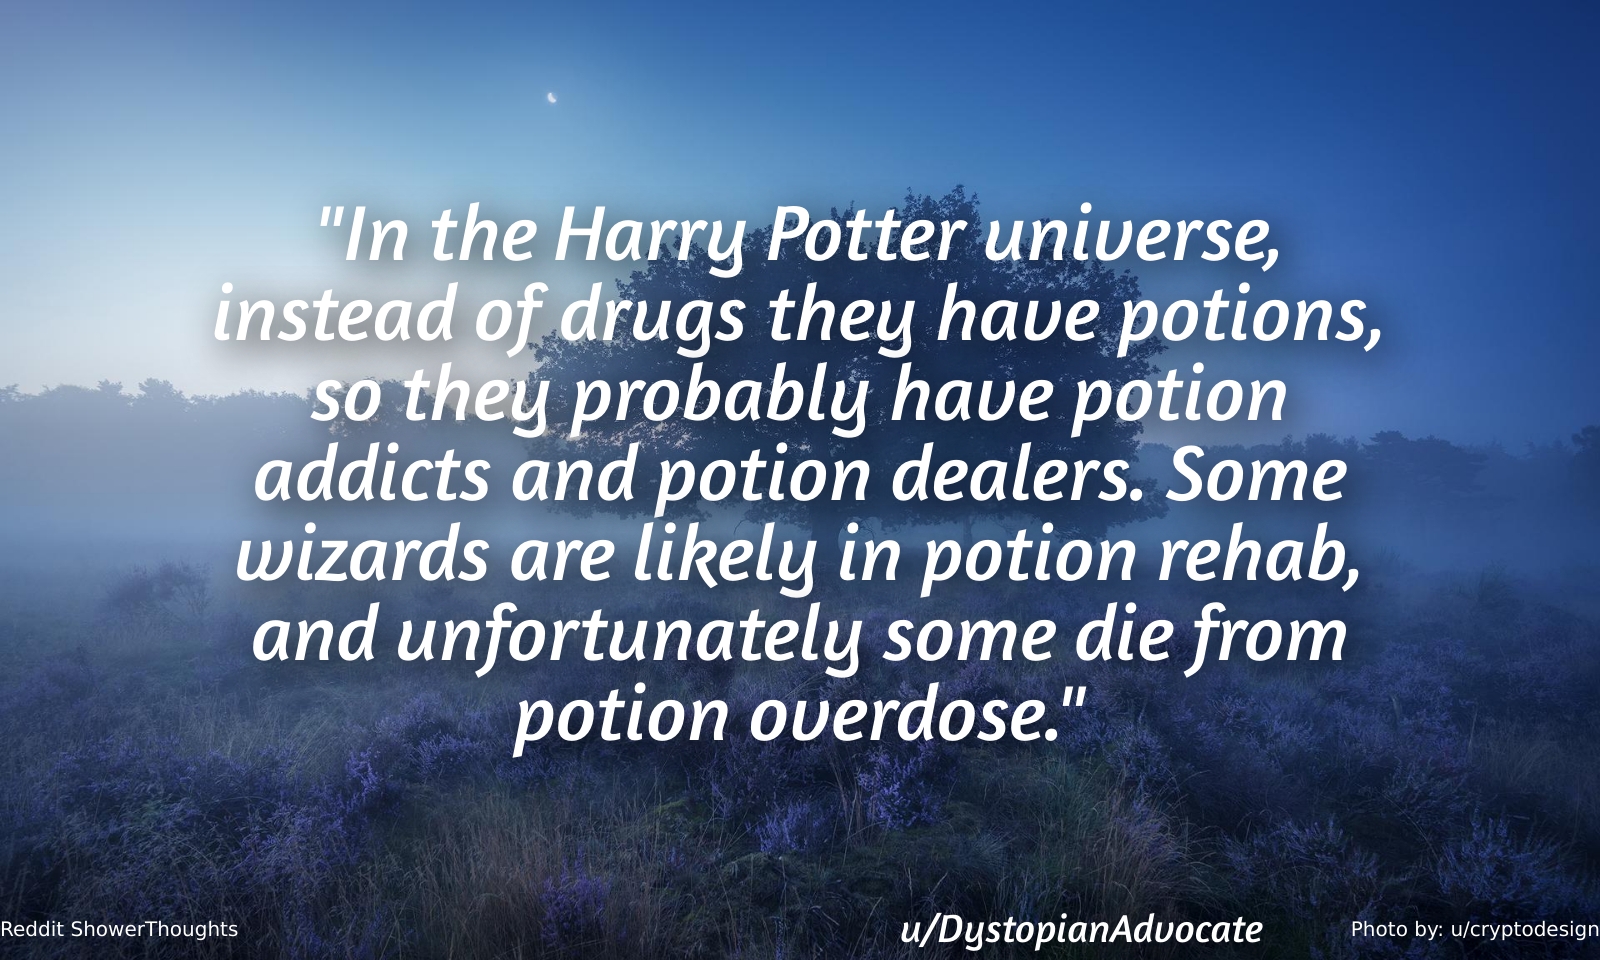 "In the Harry Potter universe,
instead of drugs they have potions,
so they probably have potion
addicts and potion dealers. Some
wizards are likely in potion rehab,
and unfortunately some die from
potion overdose."
Reddit ShowerThoughts
u/DystopianAdvocate
Photo by: u/cryptodesign